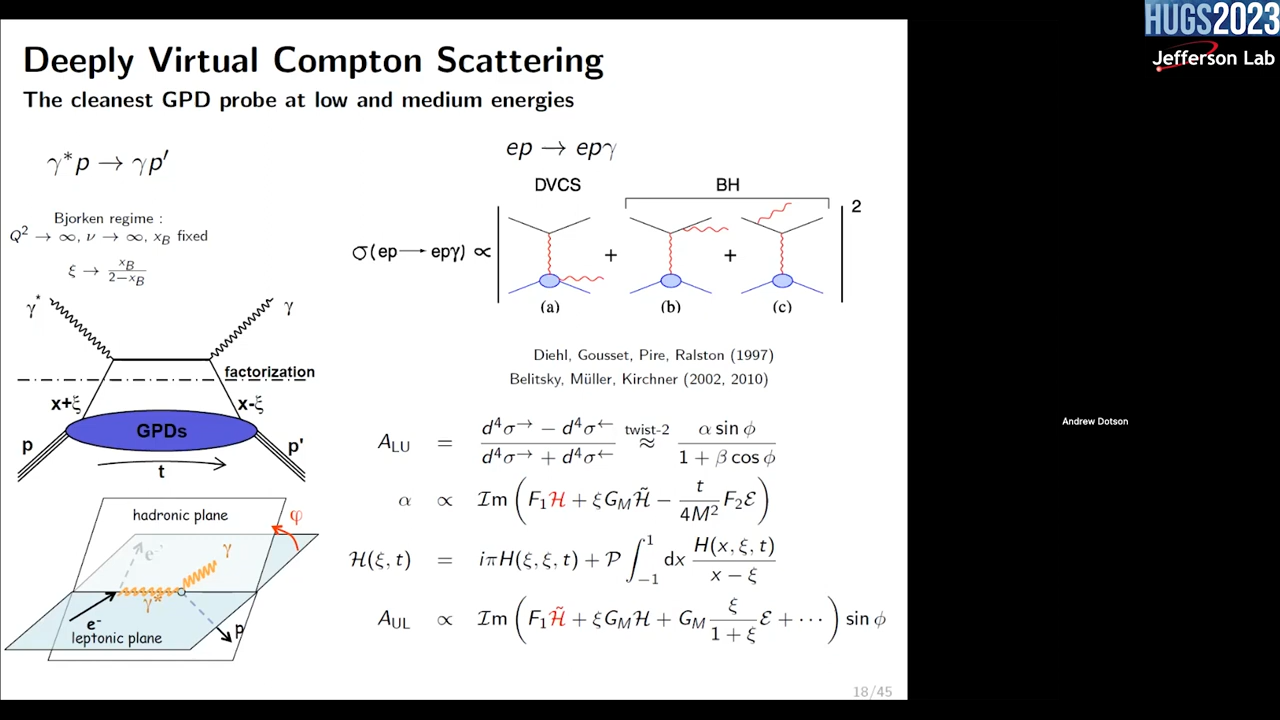 HUGS2023
Jefferson Lab
Deeply Virtual Compton Scattering
The cleanest GPD probe at low and medium energies
γ*p → γp′
Bjorken regime :
Q² → ∞, ν → ∞, x_B fixed
ξ → x_B / (2−x_B)
γ* γ
factorization
x+ξ x-ξ
GPDs
p p'
t
hadronic plane
φ
e⁻ γ
γ*
e⁻ p
leptonic plane
ep → epγ
DVCS BH
σ(ep → epγ) ∝ | + + | 2
(a) (b) (c)
Diehl, Gousset, Pire, Ralston (1997)
Belitsky, Müller, Kirchner (2002, 2010)
A_LU = (d⁴σ→ − d⁴σ←) / (d⁴σ→ + d⁴σ←) twist-2 ≈ α sin ϕ / (1 + β cos ϕ)
α ∝ ℐm ( F₁ℋ + ξG_M ℋ̃ − t/(4M²) F₂ℰ )
ℋ(ξ, t) = iπH(ξ, ξ, t) + 𝒫 ∫₋₁¹ dx H(x, ξ, t) / (x − ξ)
A_UL ∝ ℐm ( F₁ℋ̃ + ξG_M ℋ + G_M ξ/(1 + ξ) ℰ + ⋯ ) sin ϕ
18/45
Andrew Dotson